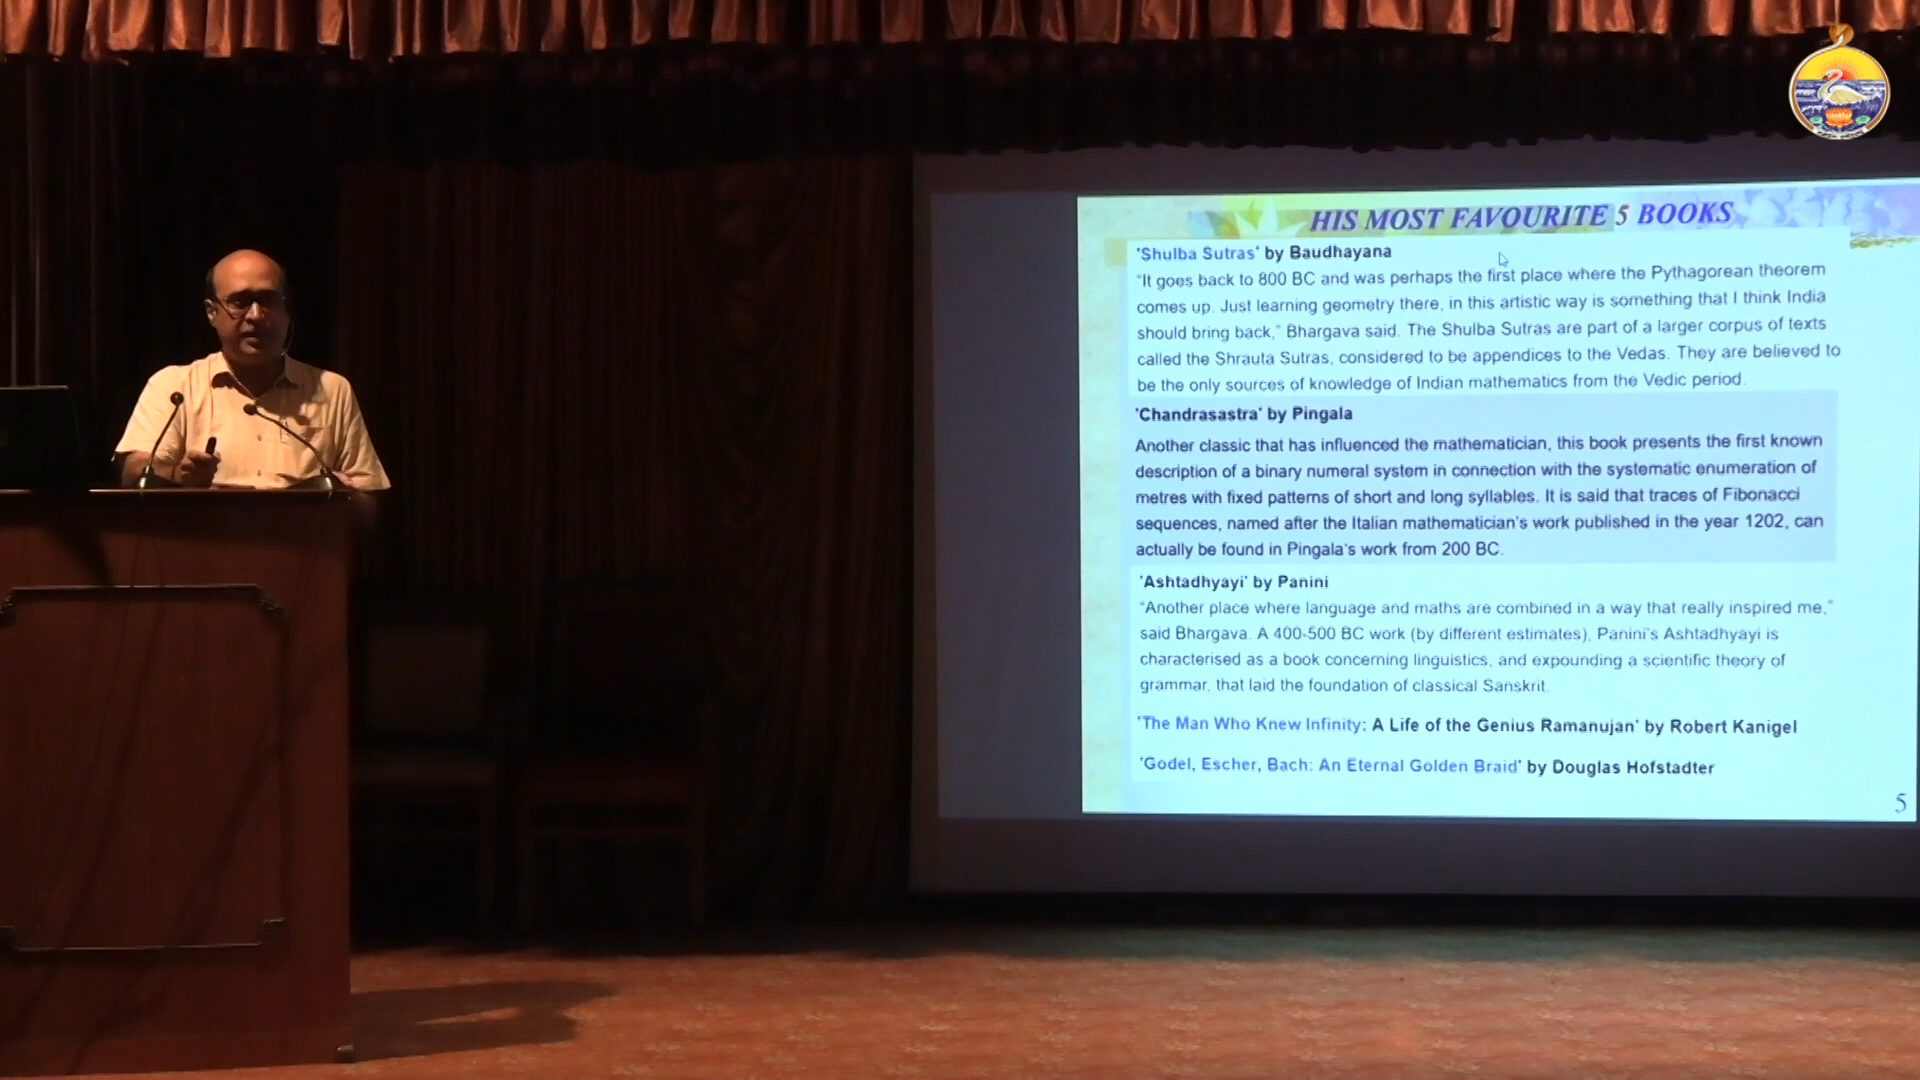 HIS MOST FAVOURITE 5 BOOKS
'Shulba Sutras' by Baudhayana
"It goes back to 800 BC and was perhaps the first place where the Pythagorean theorem
comes up. Just learning geometry there, in this artistic way is something that I think India
should bring back," Bhargava said. The Shulba Sutras are part of a larger corpus of texts
called the Shrauta Sutras, considered to be appendices to the Vedas. They are believed to
be the only sources of knowledge of Indian mathematics from the Vedic period.
'Chandrasastra' by Pingala
Another classic that has influenced the mathematician, this book presents the first known
description of a binary numeral system in connection with the systematic enumeration of
metres with fixed patterns of short and long syllables. It is said that traces of Fibonacci
sequences, named after the Italian mathematician's work published in the year 1202, can
actually be found in Pingala's work from 200 BC.
'Ashtadhyayi' by Panini
"Another place where language and maths are combined in a way that really inspired me,"
said Bhargava. A 400-500 BC work (by different estimates), Panini's Ashtadhyayi is
characterised as a book concerning linguistics, and expounding a scientific theory of
grammar, that laid the foundation of classical Sanskrit.
'The Man Who Knew Infinity: A Life of the Genius Ramanujan' by Robert Kanigel
'Godel, Escher, Bach: An Eternal Golden Braid' by Douglas Hofstadter
5